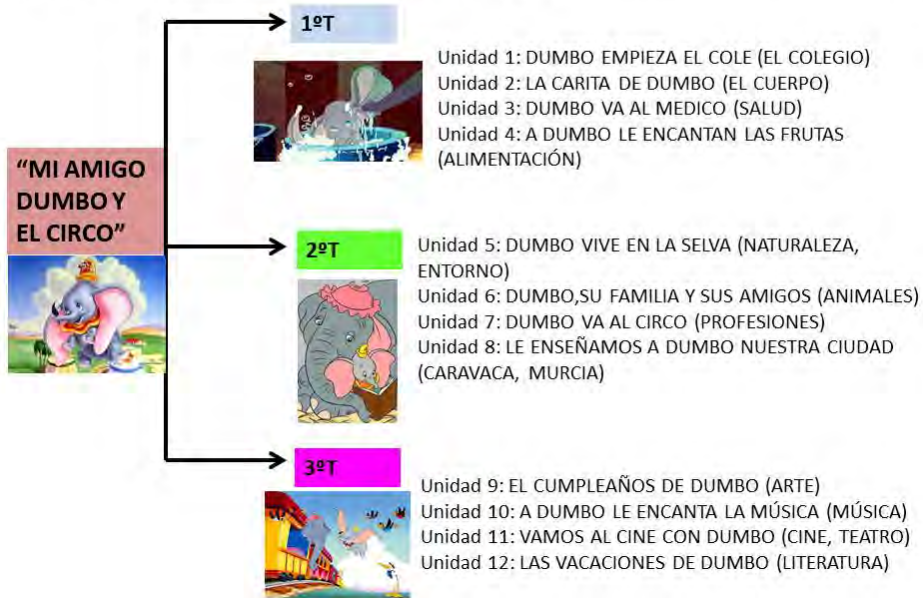 1ºT
Unidad 1: DUMBO EMPIEZA EL COLE (EL COLEGIO)
Unidad 2: LA CARITA DE DUMBO (EL CUERPO)
Unidad 3: DUMBO VA AL MEDICO (SALUD)
Unidad 4: A DUMBO LE ENCANTAN LAS FRUTAS
(ALIMENTACIÓN)
“MI AMIGO
DUMBO Y
EL CIRCO”
2ºT
Unidad 5: DUMBO VIVE EN LA SELVA (NATURALEZA,
ENTORNO)
Unidad 6: DUMBO,SU FAMILIA Y SUS AMIGOS (ANIMALES)
Unidad 7: DUMBO VA AL CIRCO (PROFESIONES)
Unidad 8: LE ENSEÑAMOS A DUMBO NUESTRA CIUDAD
(CARAVACA, MURCIA)
3ºT
Unidad 9: EL CUMPLEAÑOS DE DUMBO (ARTE)
Unidad 10: A DUMBO LE ENCANTA LA MÚSICA (MÚSICA)
Unidad 11: VAMOS AL CINE CON DUMBO (CINE, TEATRO)
Unidad 12: LAS VACACIONES DE DUMBO (LITERATURA)